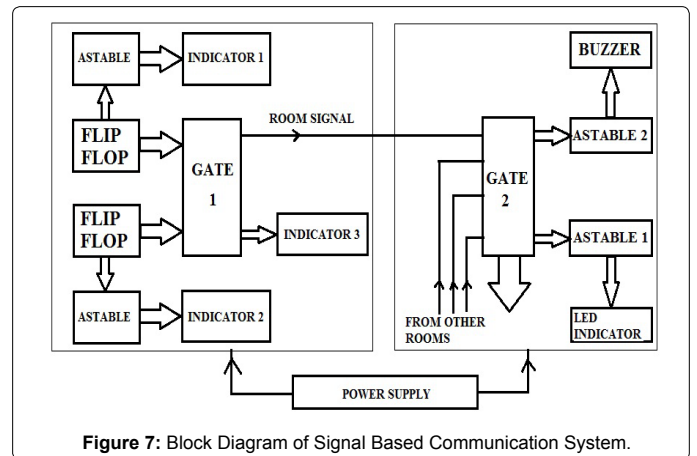 ASTABLE
INDICATOR 1
FLIP
FLOP
GATE
1
FLIP
FLOP
INDICATOR 3
ASTABLE
INDICATOR 2
ROOM SIGNAL
BUZZER
ASTABLE 2
GATE
2
ASTABLE 1
FROM OTHER
ROOMS
LED
INDICATOR
POWER SUPPLY
Figure 7: Block Diagram of Signal Based Communication System.